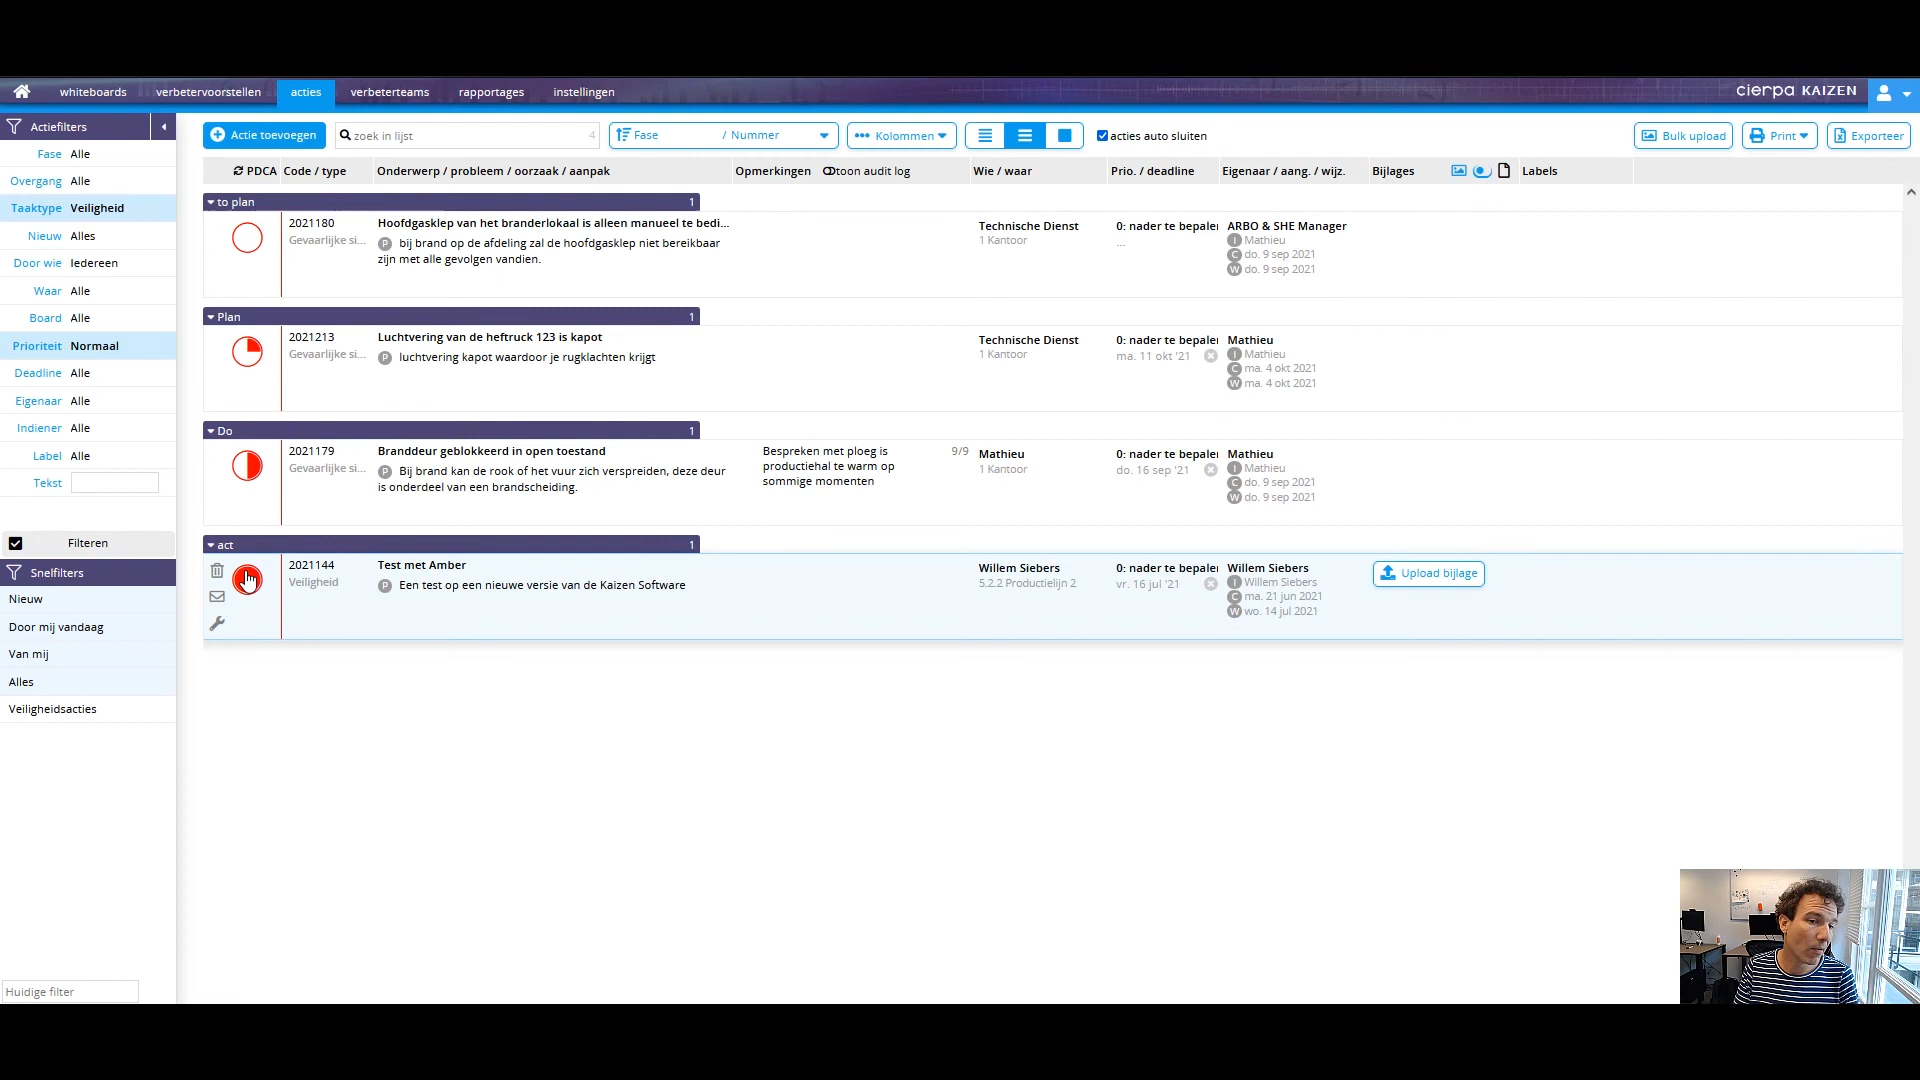 whiteboards verbetervoorstellen acties verbeterteams rapportages instellingen cierpa KAIZEN
Actiefilters
Fase Alle
Overgang Alle
Taaktype Veiligheid
Nieuw Alles
Door wie Iedereen
Waar Alle
Board Alle
Prioriteit Normaal
Deadline Alle
Eigenaar Alle
Indiener Alle
Label Alle
Tekst
Filteren
Snelfilters
Nieuw
Door mij vandaag
Van mij
Alles
Veiligheidsacties
Huidige filter
Actie toevoegen zoek in lijst 4 Fase / Nummer Kolommen acties auto sluiten Bulk upload Print Exporteer
PDCA Code / type Onderwerp / probleem / oorzaak / aanpak Opmerkingen toon audit log Wie / waar Prio. / deadline Eigenaar / aang. / wijz. Bijlages Labels
to plan 1
2021180 Hoofdgasklep van het branderlokaal is alleen manueel te bedi... Technische Dienst 0: nader te bepaler ARBO & SHE Manager
Gevaarlijke si... P bij brand op de afdeling zal de hoofdgasklep niet bereikbaar 1 Kantoor ... I Mathieu
zijn met alle gevolgen vandien. C do. 9 sep 2021
W do. 9 sep 2021
Plan 1
2021213 Luchtvering van de heftruck 123 is kapot Technische Dienst 0: nader te bepaler Mathieu
Gevaarlijke si... P luchtvering kapot waardoor je rugklachten krijgt 1 Kantoor ma. 11 okt '21 I Mathieu
C ma. 4 okt 2021
W ma. 4 okt 2021
Do 1
2021179 Branddeur geblokkeerd in open toestand Bespreken met ploeg is 9/9 Mathieu 0: nader te bepaler Mathieu
Gevaarlijke si... P Bij brand kan de rook of het vuur zich verspreiden, deze deur productiehal te warm op 1 Kantoor do. 16 sep '21 I Mathieu
is onderdeel van een brandscheiding. sommige momenten C do. 9 sep 2021
W do. 9 sep 2021
act 1
2021144 Test met Amber Willem Siebers 0: nader te bepaler Willem Siebers Upload bijlage
Veiligheid P Een test op een nieuwe versie van de Kaizen Software 5.2.2 Productielijn 2 vr. 16 jul '21 I Willem Siebers
C ma. 21 jun 2021
W wo. 14 jul 2021